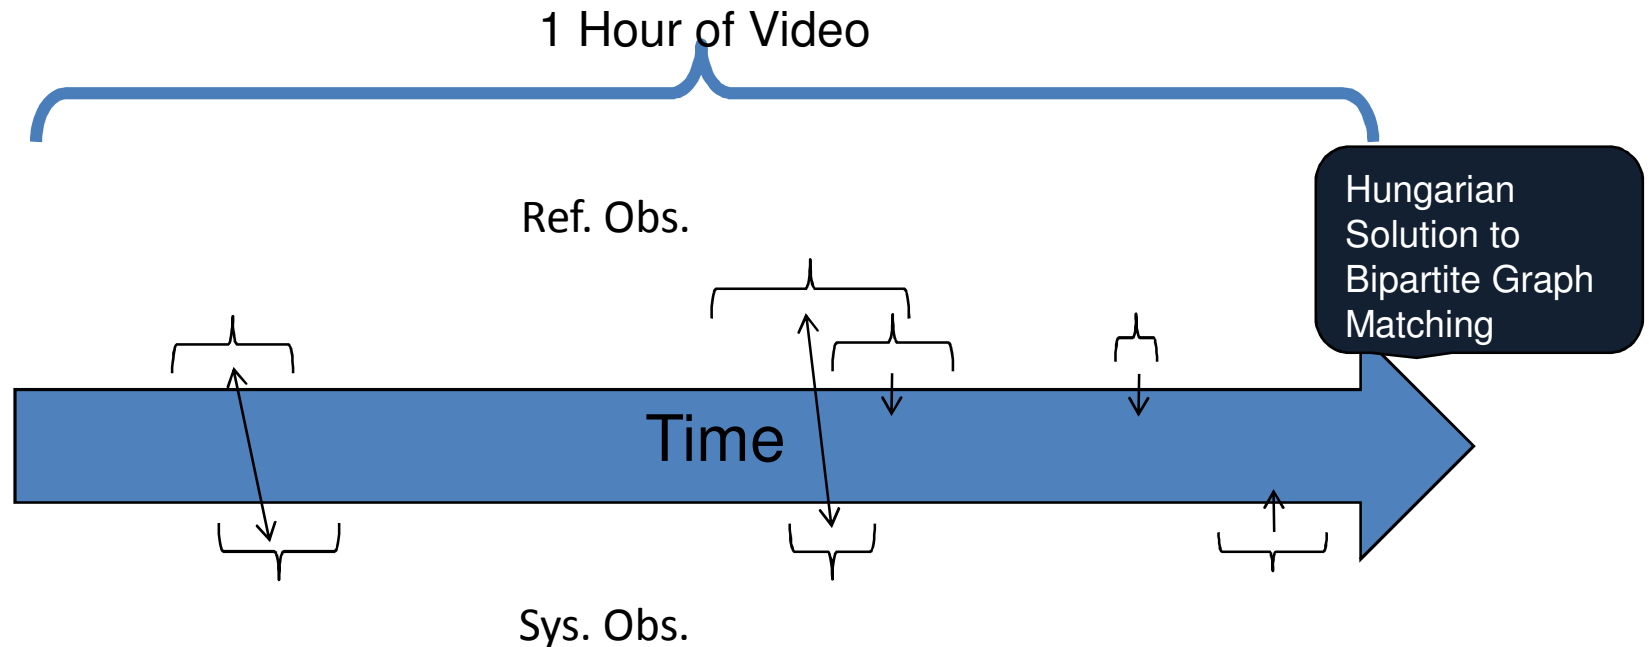 1 Hour of Video
Ref. Obs.
Hungarian
Solution to
Bipartite Graph
Matching
Time
Sys. Obs.